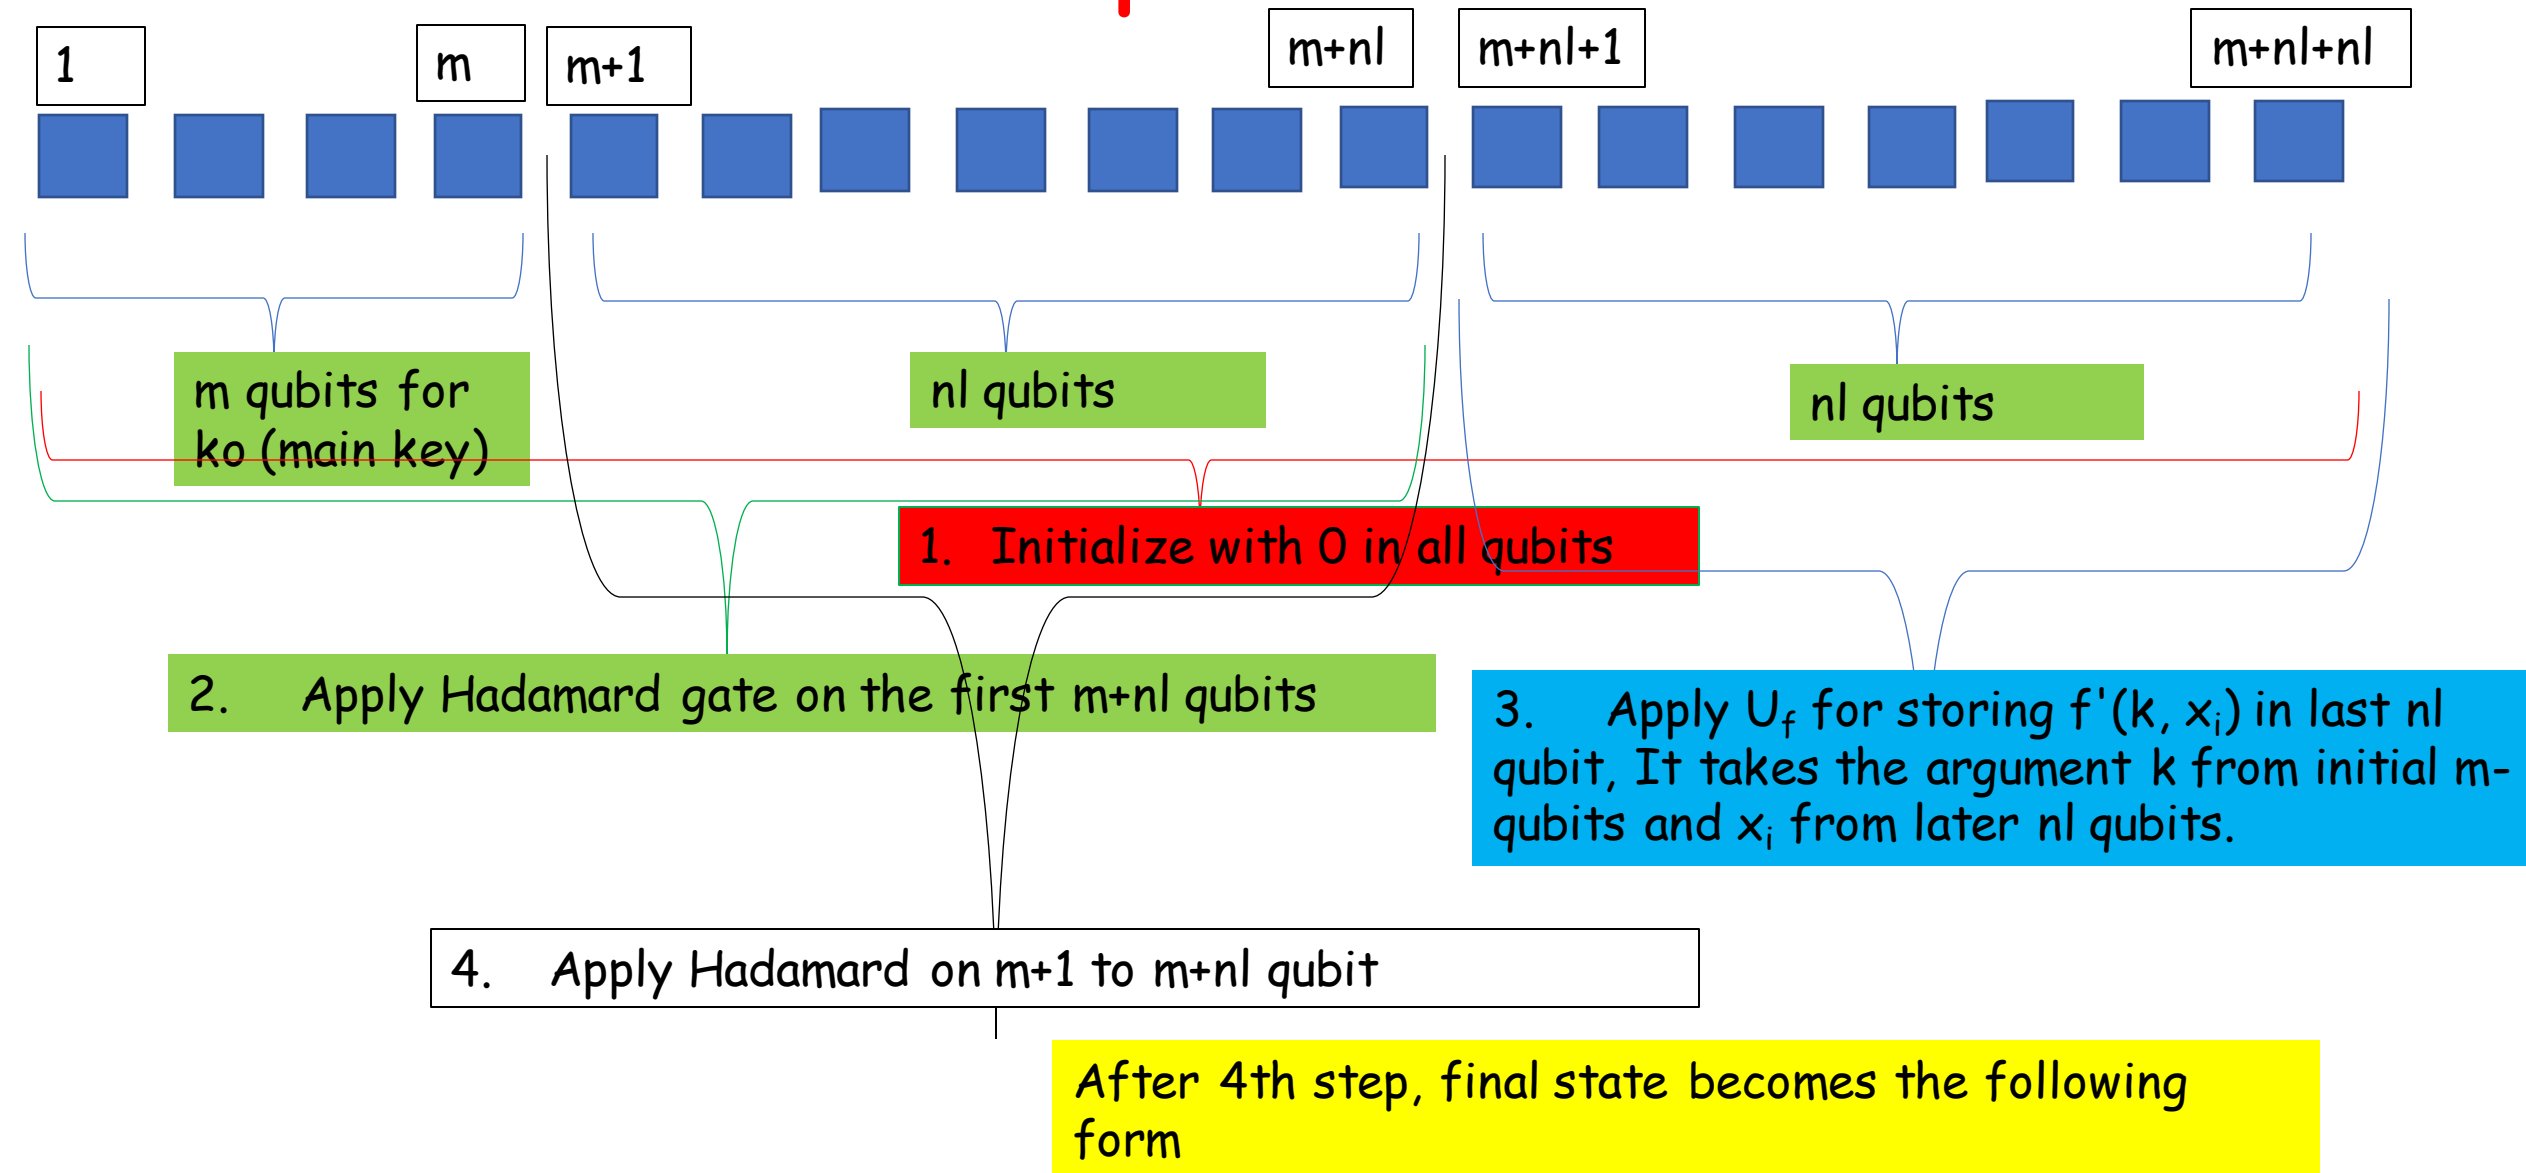 1
m
m+1
m+nl
m+nl+1
m+nl+nl
m qubits for
ko (main key)
nl qubits
nl qubits
1. Initialize with 0 in all qubits
2. Apply Hadamard gate on the first m+nl qubits
3. Apply U_f for storing f'(k, x_i) in last nl
qubit, It takes the argument k from initial m-
qubits and x_i from later nl qubits.
4. Apply Hadamard on m+1 to m+nl qubit
After 4th step, final state becomes the following
form